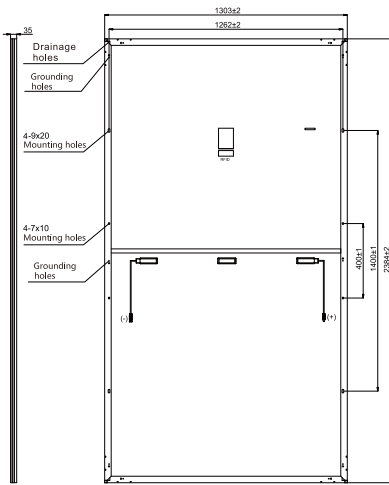 1303±2
1262±2
35
Drainage
holes
Grounding
holes
4-9x20
Mounting holes
RFID
4-7x10
Mounting holes
Grounding
holes
400±1
1400±1
2384±2
(-)
(+)